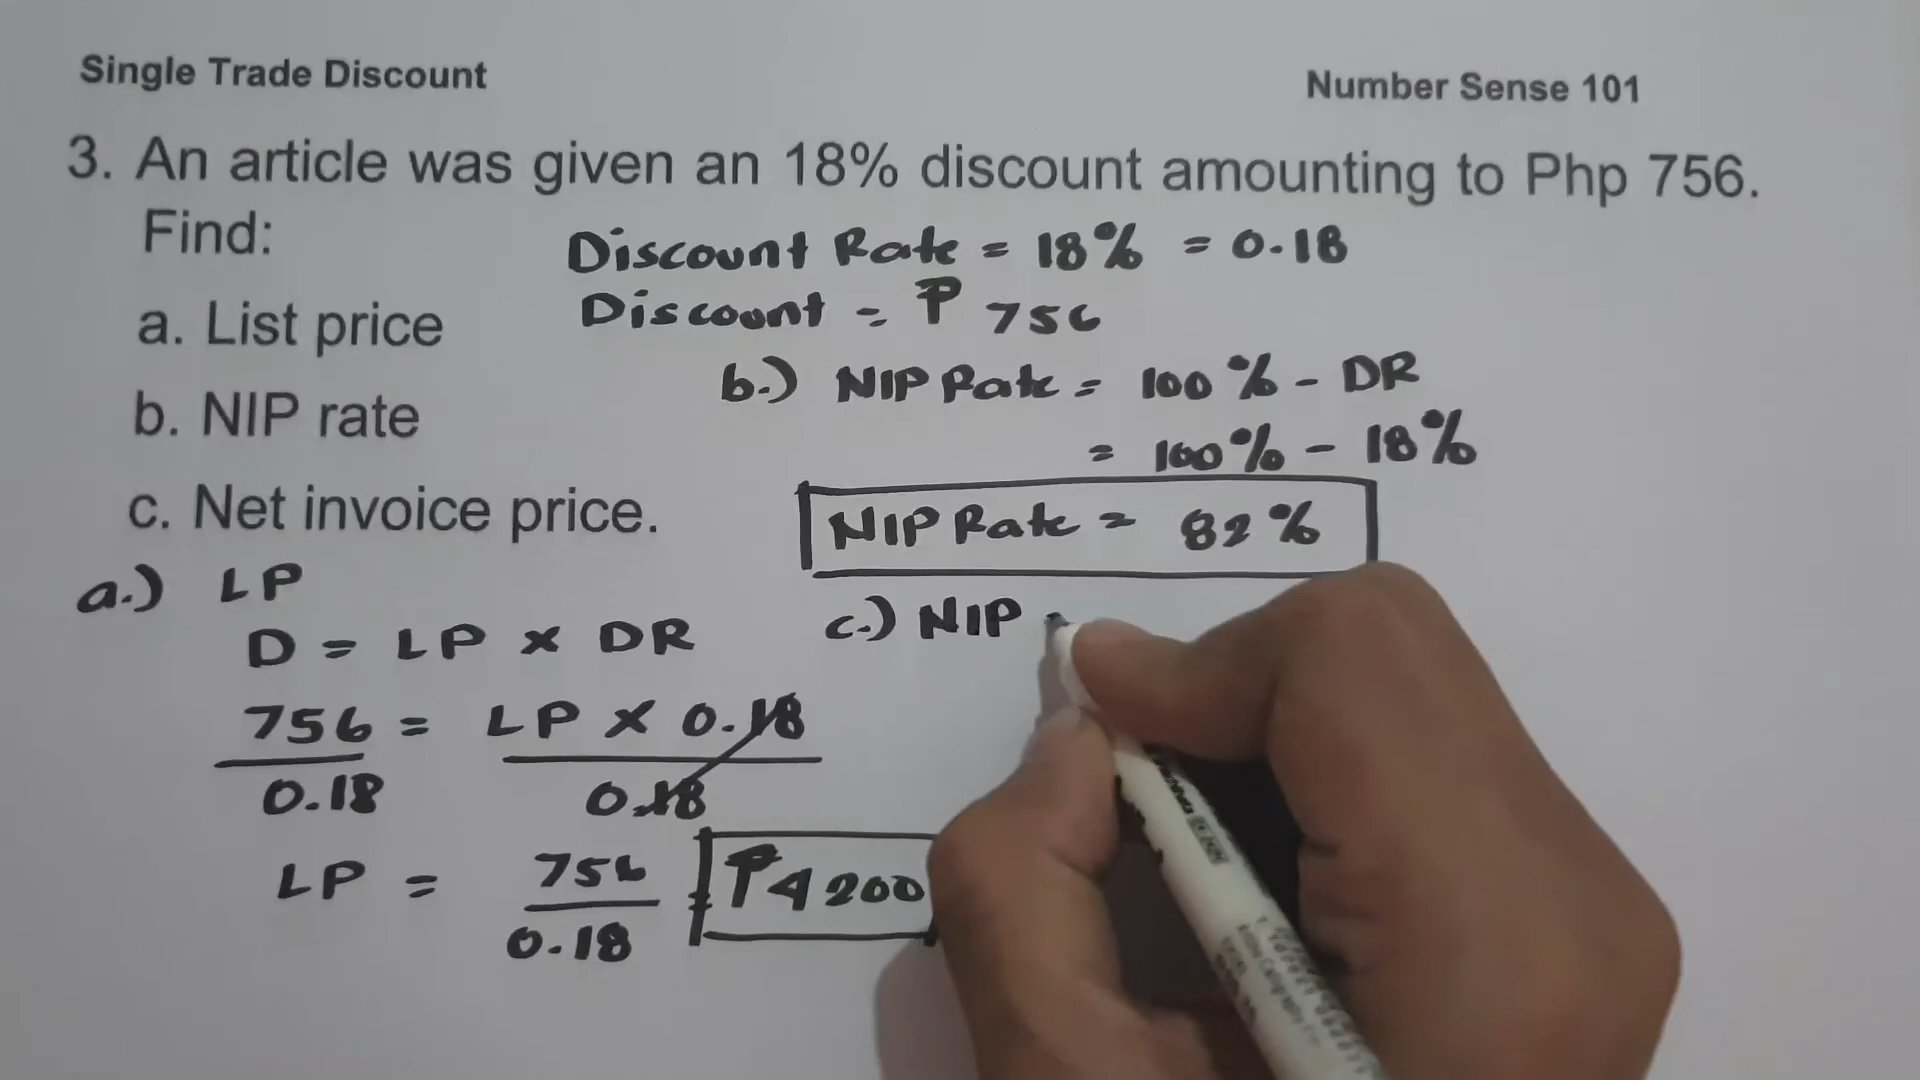 Single Trade Discount
Number Sense 101
3. An article was given an 18% discount amounting to Php 756.
Find:
Discount Rate = 18% = 0.18
Discount = ₱ 756
a. List price
b. NIP rate
c. Net invoice price.
a.) LP
D = LP x DR
756 = LP x 0.18
0.18 0.18
LP = 756 = ₱4200
0.18
b.) NIP Rate = 100% - DR
= 100% - 18%
NIP Rate = 82%
c.) NIP